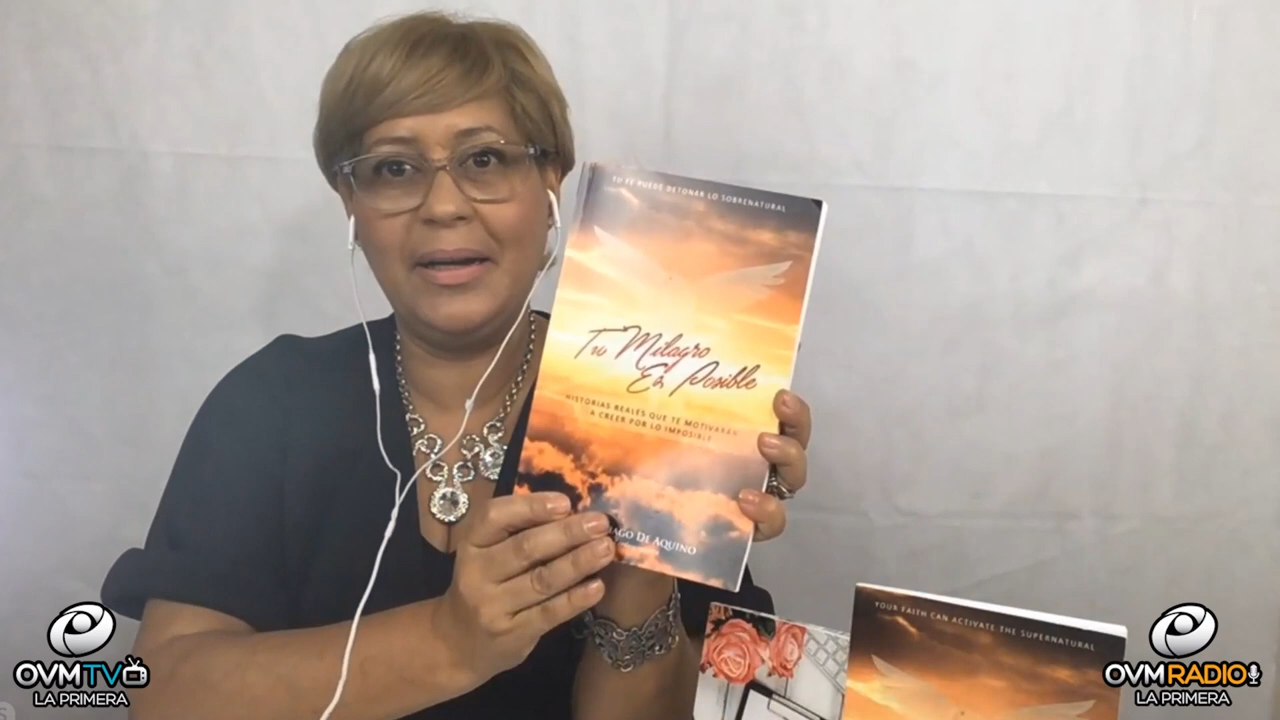 TU FE PUEDE DETONAR LO SOBRENATURAL
Tu Milagro
Es Posible
HISTORIAS REALES QUE TE MOTIVARÁN
A CREER POR LO IMPOSIBLE
DE AQUINO
YOUR FAITH CAN ACTIVATE THE SUPERNATURAL
OVMTV
LA PRIMERA
OVMRADIO
LA PRIMERA